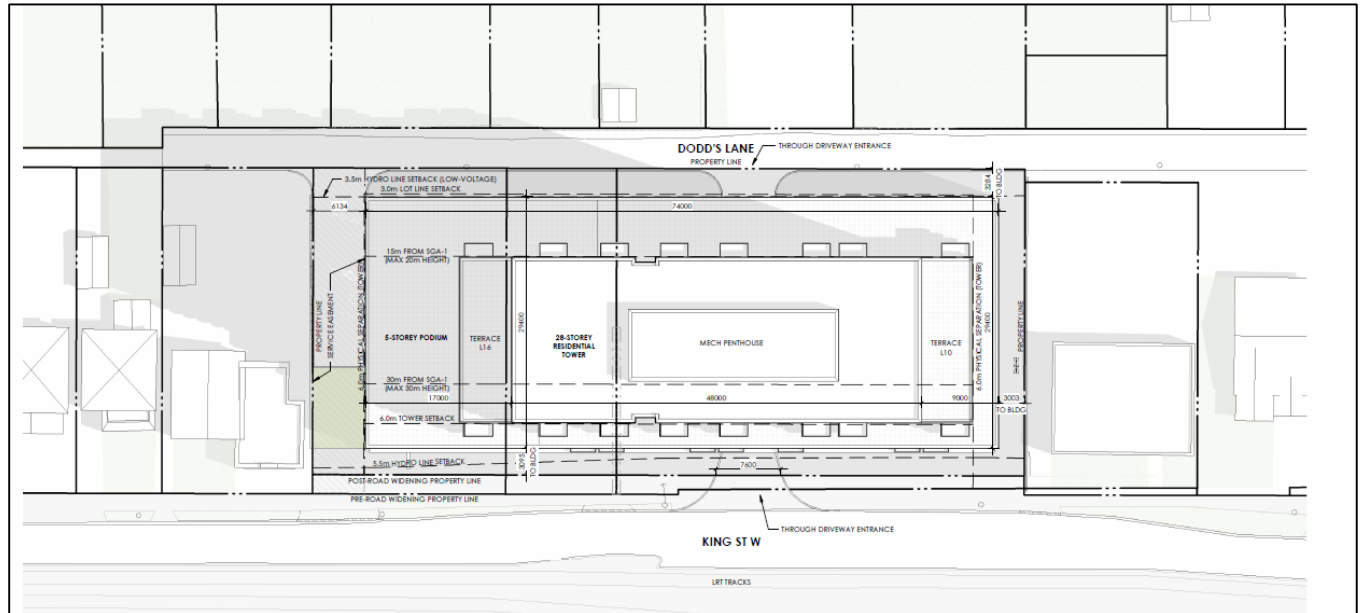 DODD'S LANE
PROPERTY LINE
THROUGH DRIVEWAY ENTRANCE
3.5m HYDRO LINE SETBACK (LOW-VOLTAGE)
3.0m LOT LINE SETBACK
3284
TO BLDG
6134
74000
15m FROM SGA-1
(MAX 20m HEIGHT)
PROPERTY LINE
SERVICE EASEMENT
6.0m PHYSICAL SEPARATION (TOWER)
29400
5-STOREY PODIUM
TERRACE
L16
28-STOREY
RESIDENTIAL
TOWER
MECH PENTHOUSE
TERRACE
L10
6.0m PHYSICAL SEPARATION (TOWER)
29400
PROPERTY LINE
30m FROM SGA-1
(MAX 30m HEIGHT)
17000
48000
9000
3003
TO BLDG
6.0m TOWER SETBACK
5.5m HYDRO LINE SETBACK
3095
TO BLDG
7600
POST-ROAD WIDENING PROPERTY LINE
PRE-ROAD WIDENING PROPERTY LINE
THROUGH DRIVEWAY ENTRANCE
KING ST W
LRT TRACKS